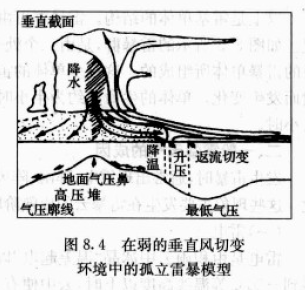 垂直截面
降水
降温
升压
返流切变
地面气压鼻
高压堆
气压廓线
最低气压
图 8.4 在弱的垂直风切变
环境中的孤立雷暴模型